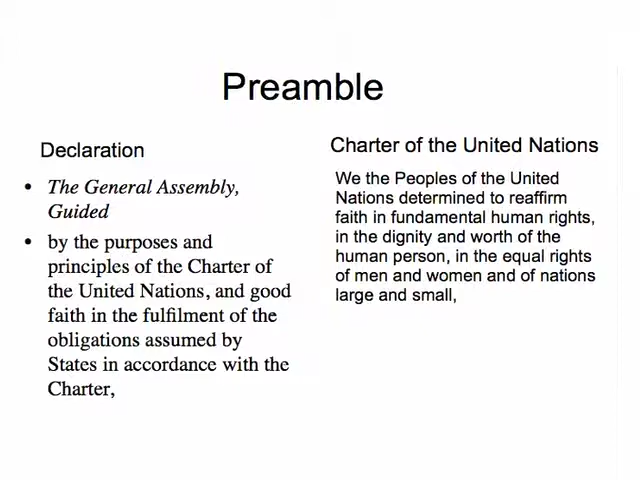 Preamble
Declaration
• The General Assembly,
Guided
• by the purposes and
principles of the Charter of
the United Nations, and good
faith in the fulfilment of the
obligations assumed by
States in accordance with the
Charter,
Charter of the United Nations
We the Peoples of the United
Nations determined to reaffirm
faith in fundamental human rights,
in the dignity and worth of the
human person, in the equal rights
of men and women and of nations
large and small,